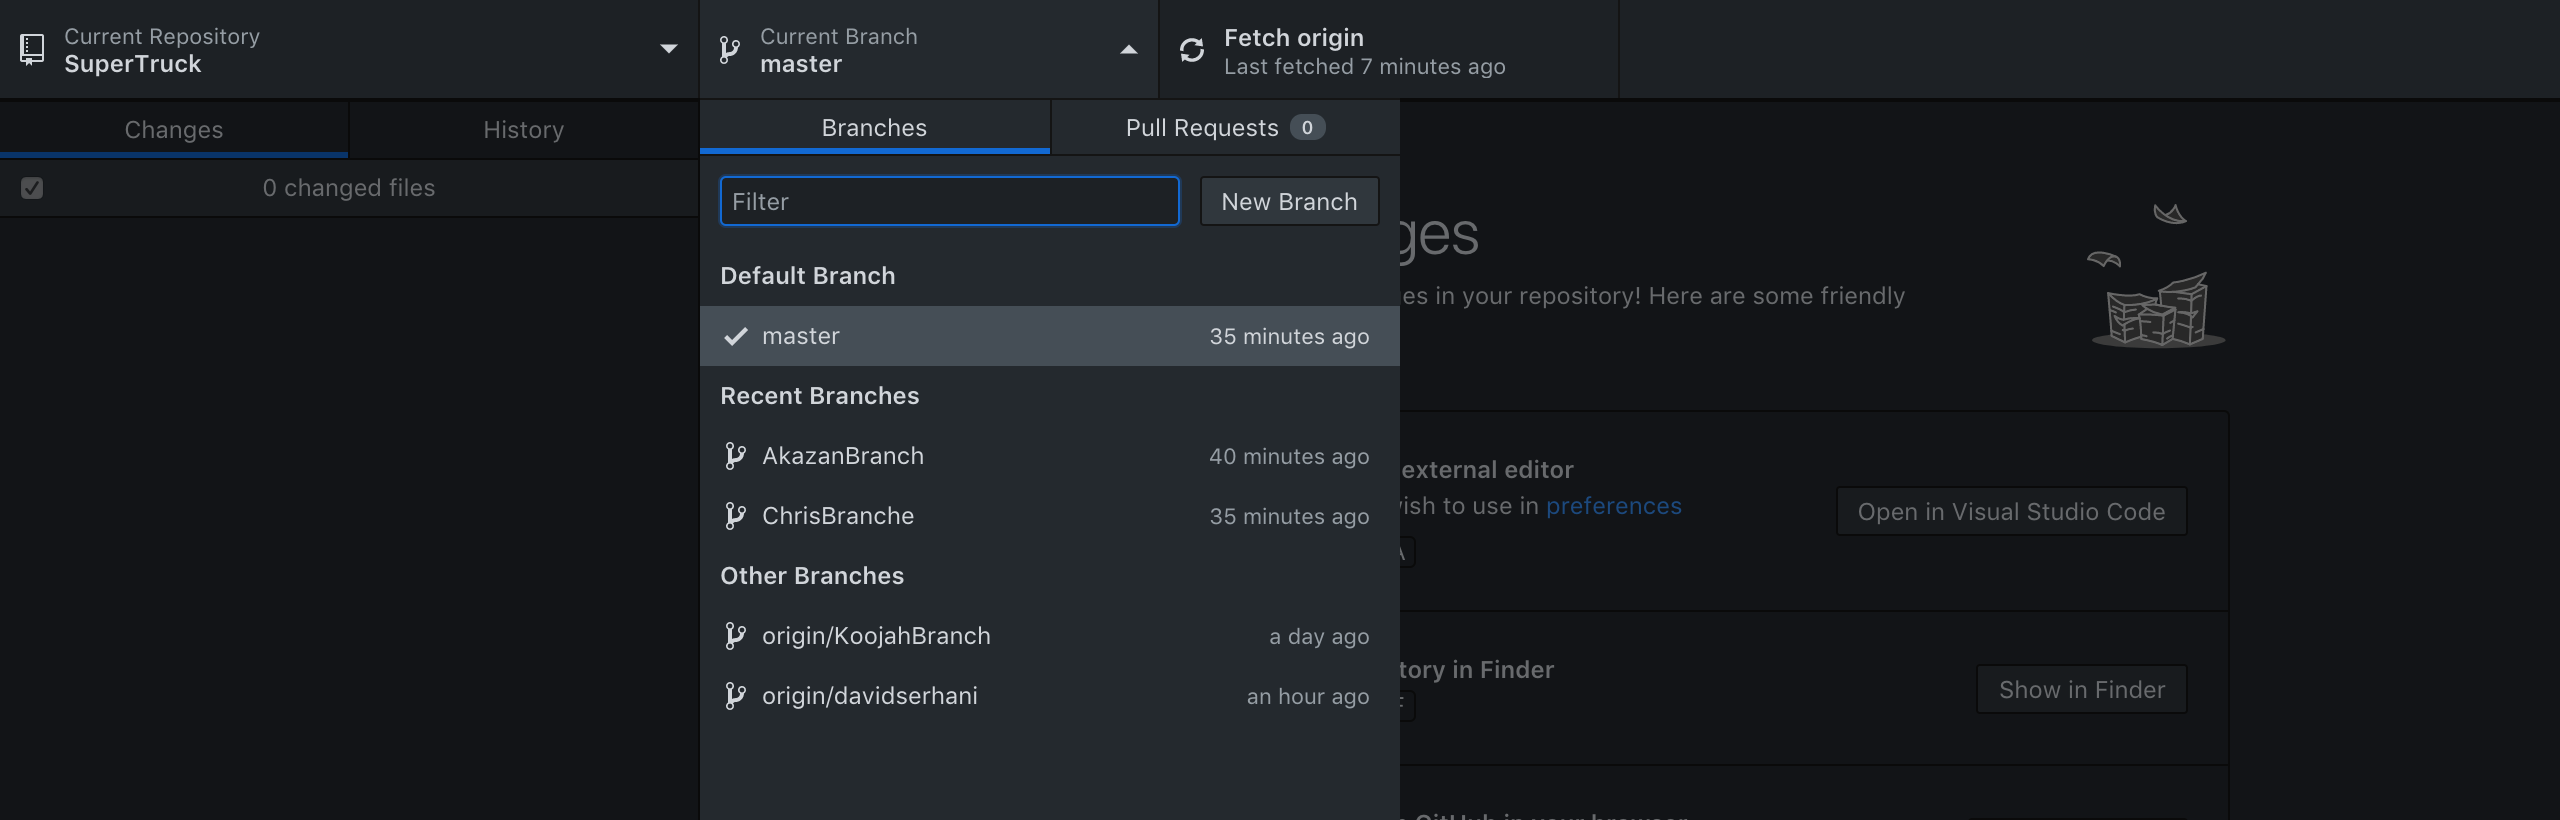 Current Repository
SuperTruck
Current Branch
master
Fetch origin
Last fetched 7 minutes ago
Changes
History
0 changed files
Branches
Pull Requests 0
Filter
New Branch
Default Branch
master 35 minutes ago
Recent Branches
AkazanBranch 40 minutes ago
ChrisBranche 35 minutes ago
Other Branches
origin/KoojahBranch a day ago
origin/davidserhani an hour ago
ges
es in your repository! Here are some friendly
external editor
ish to use in preferences
Open in Visual Studio Code
tory in Finder
Show in Finder
GitHub in your browser